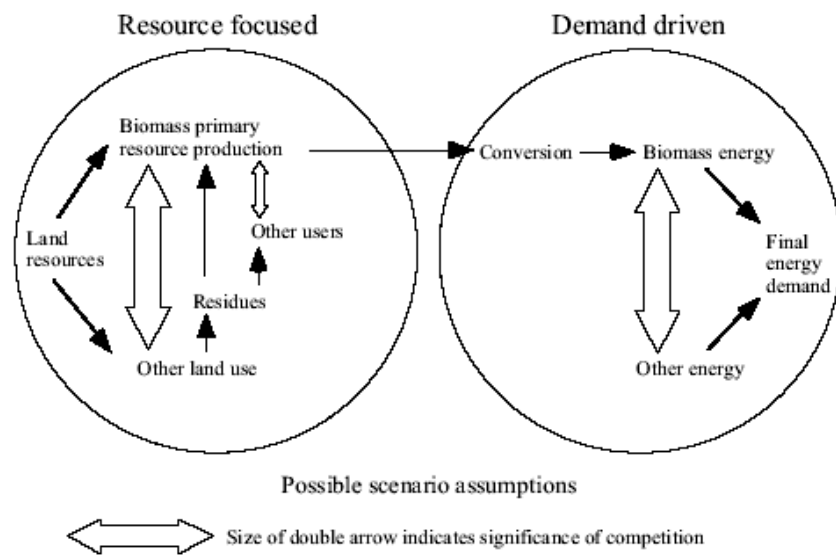 Resource focused
Demand driven
Biomass primary
resource production
Conversion
Biomass energy
Other users
Land
resources
Final
energy
demand
Residues
Other land use
Other energy
Possible scenario assumptions
Size of double arrow indicates significance of competition